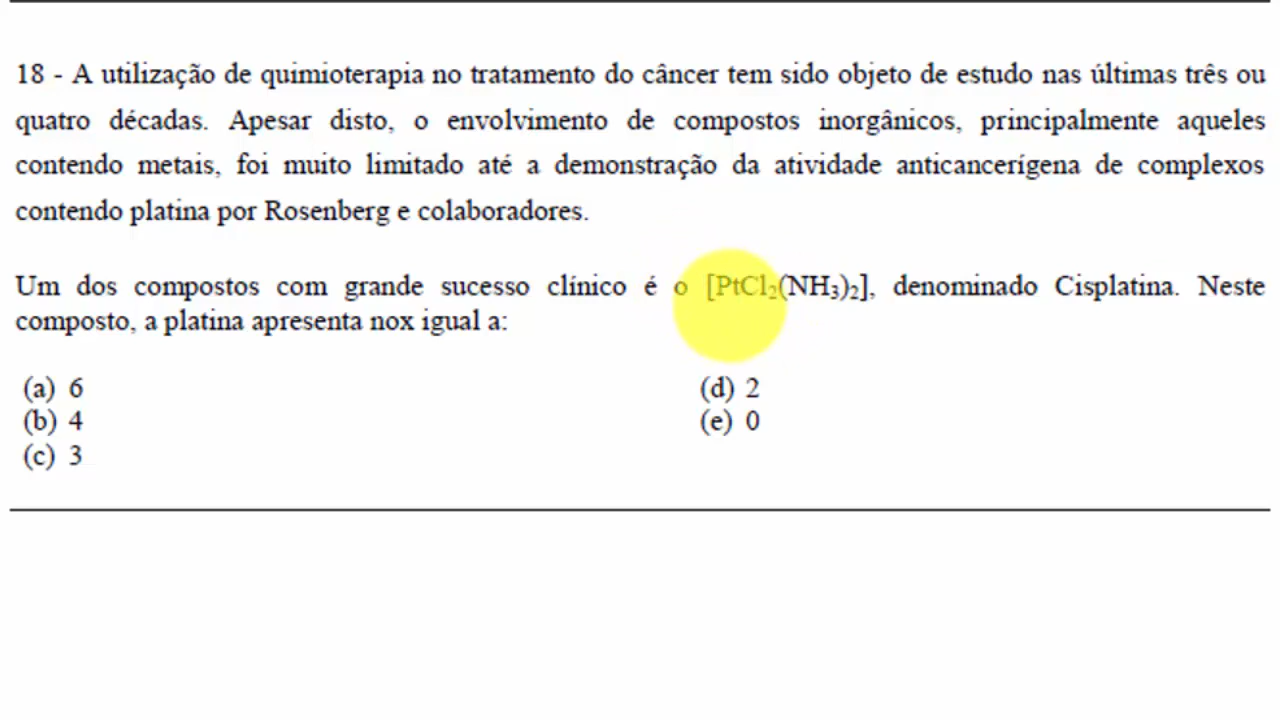 18 - A utilização de quimioterapia no tratamento do câncer tem sido objeto de estudo nas últimas três ou
quatro décadas. Apesar disto, o envolvimento de compostos inorgânicos, principalmente aqueles
contendo metais, foi muito limitado até a demonstração da atividade anticancerígena de complexos
contendo platina por Rosenberg e colaboradores.
Um dos compostos com grande sucesso clínico é o [PtCl₂(NH₃)₂], denominado Cisplatina. Neste
composto, a platina apresenta nox igual a:
(a) 6
(b) 4
(c) 3
(d) 2
(e) 0